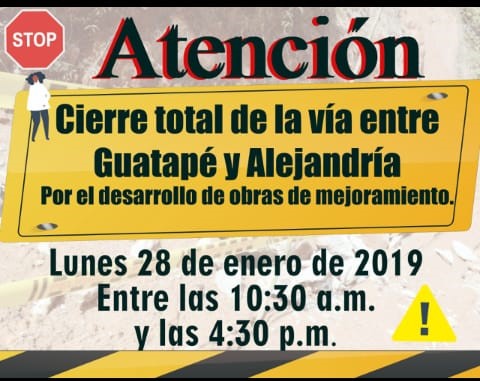 STOP
Atención
Cierre total de la vía entre
Guatapé y Alejandría
Por el desarrollo de obras de mejoramiento.
Lunes 28 de enero de 2019
Entre las 10:30 a.m.
y las 4:30 p.m.
!